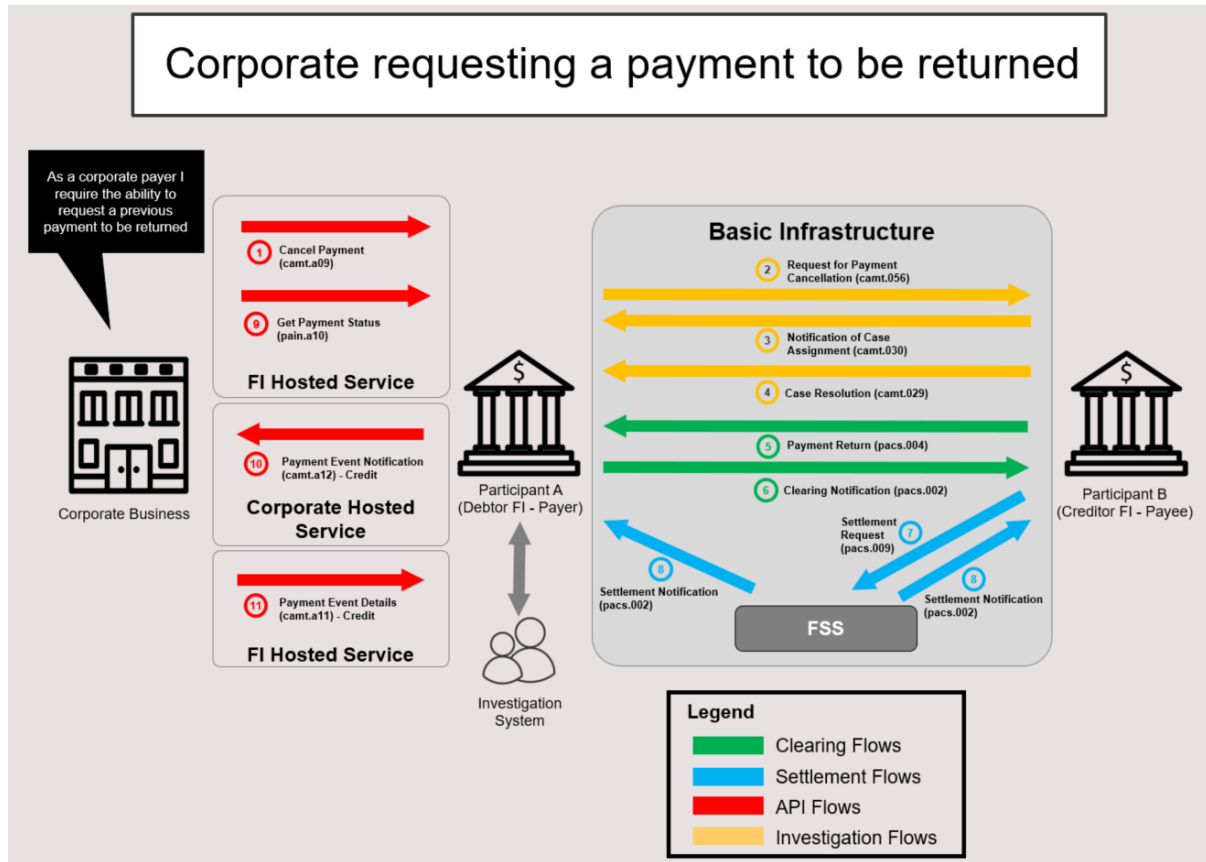 Corporate requesting a payment to be returned
As a corporate payer I
require the ability to
request a previous
payment to be returned
1
Cancel Payment
(camt.a09)
9
Get Payment Status
(pain.a10)
FI Hosted Service
10
Payment Event Notification
(camt.a12) - Credit
Corporate Hosted
Service
11
Payment Event Details
(camt.a11) - Credit
FI Hosted Service
Corporate Business
$
Participant A
(Debtor FI - Payer)
Investigation
System
Basic Infrastructure
2
Request for Payment
Cancellation (camt.056)
3
Notification of Case
Assignment (camt.030)
4
Case Resolution (camt.029)
5
Payment Return (pacs.004)
6
Clearing Notification (pacs.002)
Settlement
Request
(pacs.009)
7
8
Settlement Notification
(pacs.002)
8
Settlement Notification
(pacs.002)
FSS
$
Participant B
(Creditor FI - Payee)
Legend
Clearing Flows
Settlement Flows
API Flows
Investigation Flows